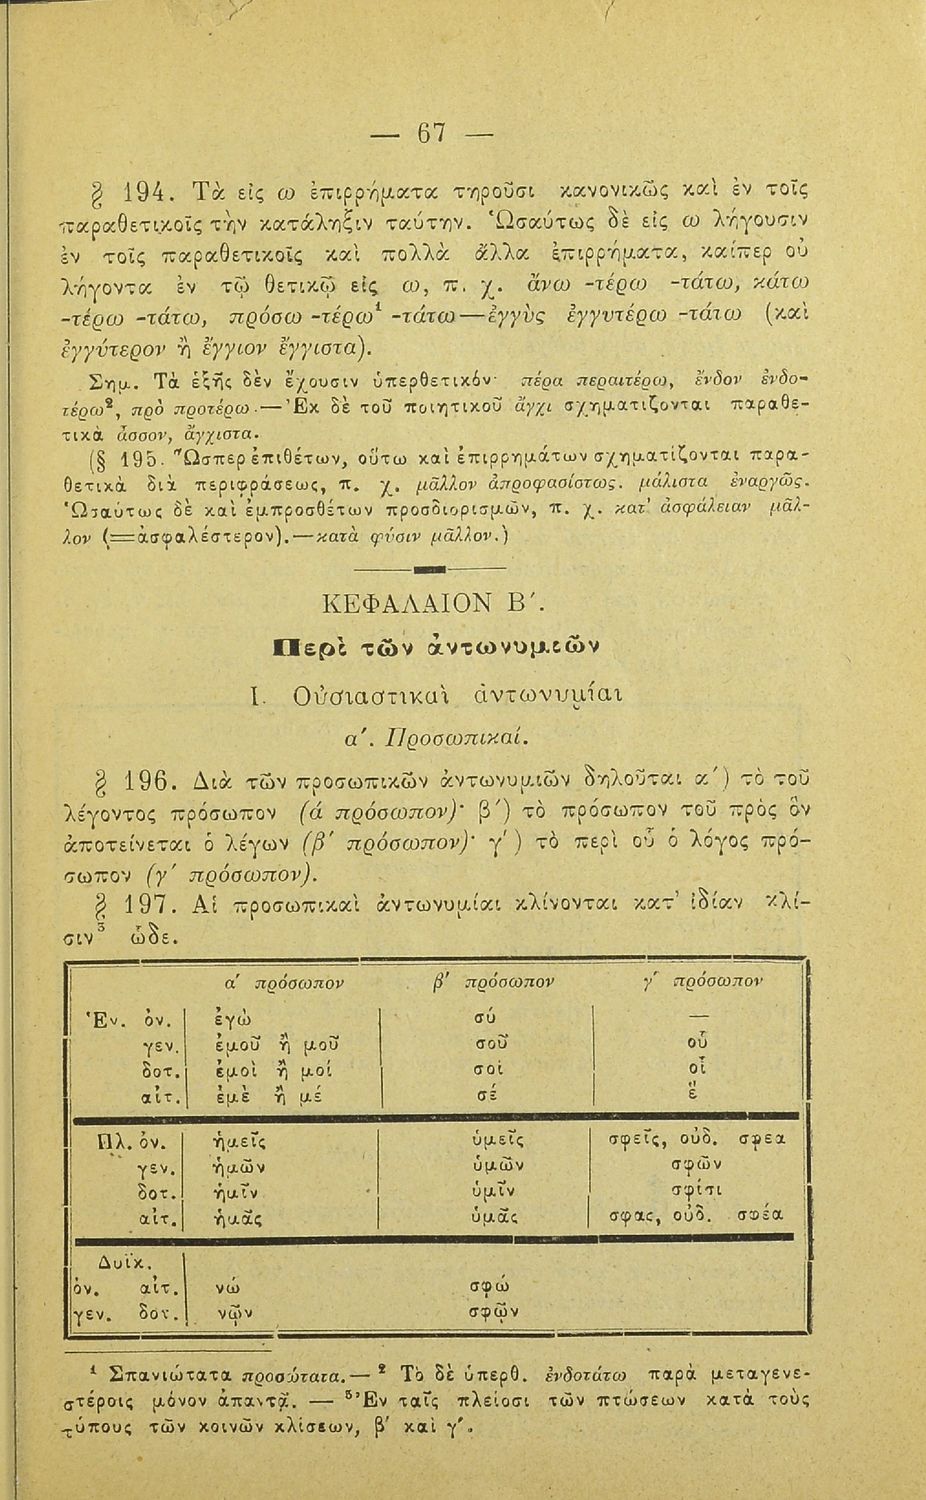 — 67 —
§ 194. Τὰ εἰς ω ἐπιρρήματα τηροῦσι κανονικῶς καὶ ἐν τοῖς
παραθετικοῖς τὴν κατάληξιν ταύτην. Ὡσαύτως δὲ εἰς ω λήγουσιν
ἐν τοῖς παραθετικοῖς καὶ πολλὰ ἄλλα ἐπιρρήματα, καίπερ οὐ
λήγοντα ἐν τῷ θετικῷ εἰς ω, π. χ. ἄνω -τέρω -τάτω, κάτω
-τέρω -τάτω, πρόσω -τέρω¹ -τάτω—ἐγγὺς ἐγγυτέρω -τάτω (καὶ
ἐγγύτερον ἢ ἔγγιον ἔγγιστα).
Σημ. Τὰ ἑξῆς δὲν ἔχουσιν ὑπερθετικόν· πέρα περαιτέρω, ἔνδον ἐνδο-
τέρω², πρὸ προτέρω.—Ἐκ δὲ τοῦ ποιητικοῦ ἄγχι σχηματίζονται παραθε-
τικὰ ἆσσον, ἄγχιστα.
(§ 195. Ὥσπερ ἐπιθέτων, οὕτω καὶ ἐπιρρημάτων σχηματίζονται παρα-
θετικὰ διὰ περιφράσεως, π. χ. μᾶλλον ἀπροφασίστως. μάλιστα ἐναργῶς.
Ὡσαύτως δὲ καὶ ἐμπροσθέτων προσδιορισμῶν, π. χ. κατ' ἀσφάλειαν μᾶλ-
λον (=ἀσφαλέστερον).—κατὰ φύσιν μᾶλλον.)
ΚΕΦΑΛΑΙΟΝ Β΄.
Περὶ τῶν ἀντωνυμιῶν
Ι. Οὐσιαστικαὶ ἀντωνυμίαι
α΄. Προσωπικαί.
§ 196. Διὰ τῶν προσωπικῶν ἀντωνυμιῶν δηλοῦται α΄) τὸ τοῦ
λέγοντος πρόσωπον (ά πρόσωπον)· β΄) τὸ πρόσωπον τοῦ πρὸς ὃν
ἀποτείνεται ὁ λέγων (β΄ πρόσωπον)· γ΄) τὸ περὶ οὗ ὁ λόγος πρό-
σωπον (γ΄ πρόσωπον).
§ 197. Αἱ προσωπικαὶ ἀντωνυμίαι κλίνονται κατ' ἰδίαν κλί-
σιν³ ὧδε.
α΄ πρόσωπον β΄ πρόσωπον γ΄ πρόσωπον
Ἑν. ὀν. ἐγὼ σύ —
γεν. ἐμοῦ ἢ μοῦ σοῦ οὗ
δοτ. ἐμοὶ ἢ μοί σοί οἷ
αἰτ. ἐμὲ ἢ μέ σέ ἕ
Πλ. ὀν. ἡμεῖς ὑμεῖς σφεῖς, οὐδ. σφεα
γεν. ἡμῶν ὑμῶν σφῶν
δοτ. ἡμῖν ὑμῖν σφίσι
αἰτ. ἡμᾶς ὑμᾶς σφας, οὐδ. σφέα
Δυϊκ.
ὀν. αἰτ. νώ σφώ
γεν. δον. νῷν σφῷν
¹ Σπανιώτατα προσώτατα.—² Τὸ δὲ ὑπερθ. ἐνδοτάτω παρὰ μεταγενε-
στέροις μόνον ἀπαντᾷ. — ³Ἐν ταῖς πλείοσι τῶν πτώσεων κατὰ τοὺς
τύπους τῶν κοινῶν κλίσεων, β΄ καὶ γ΄.